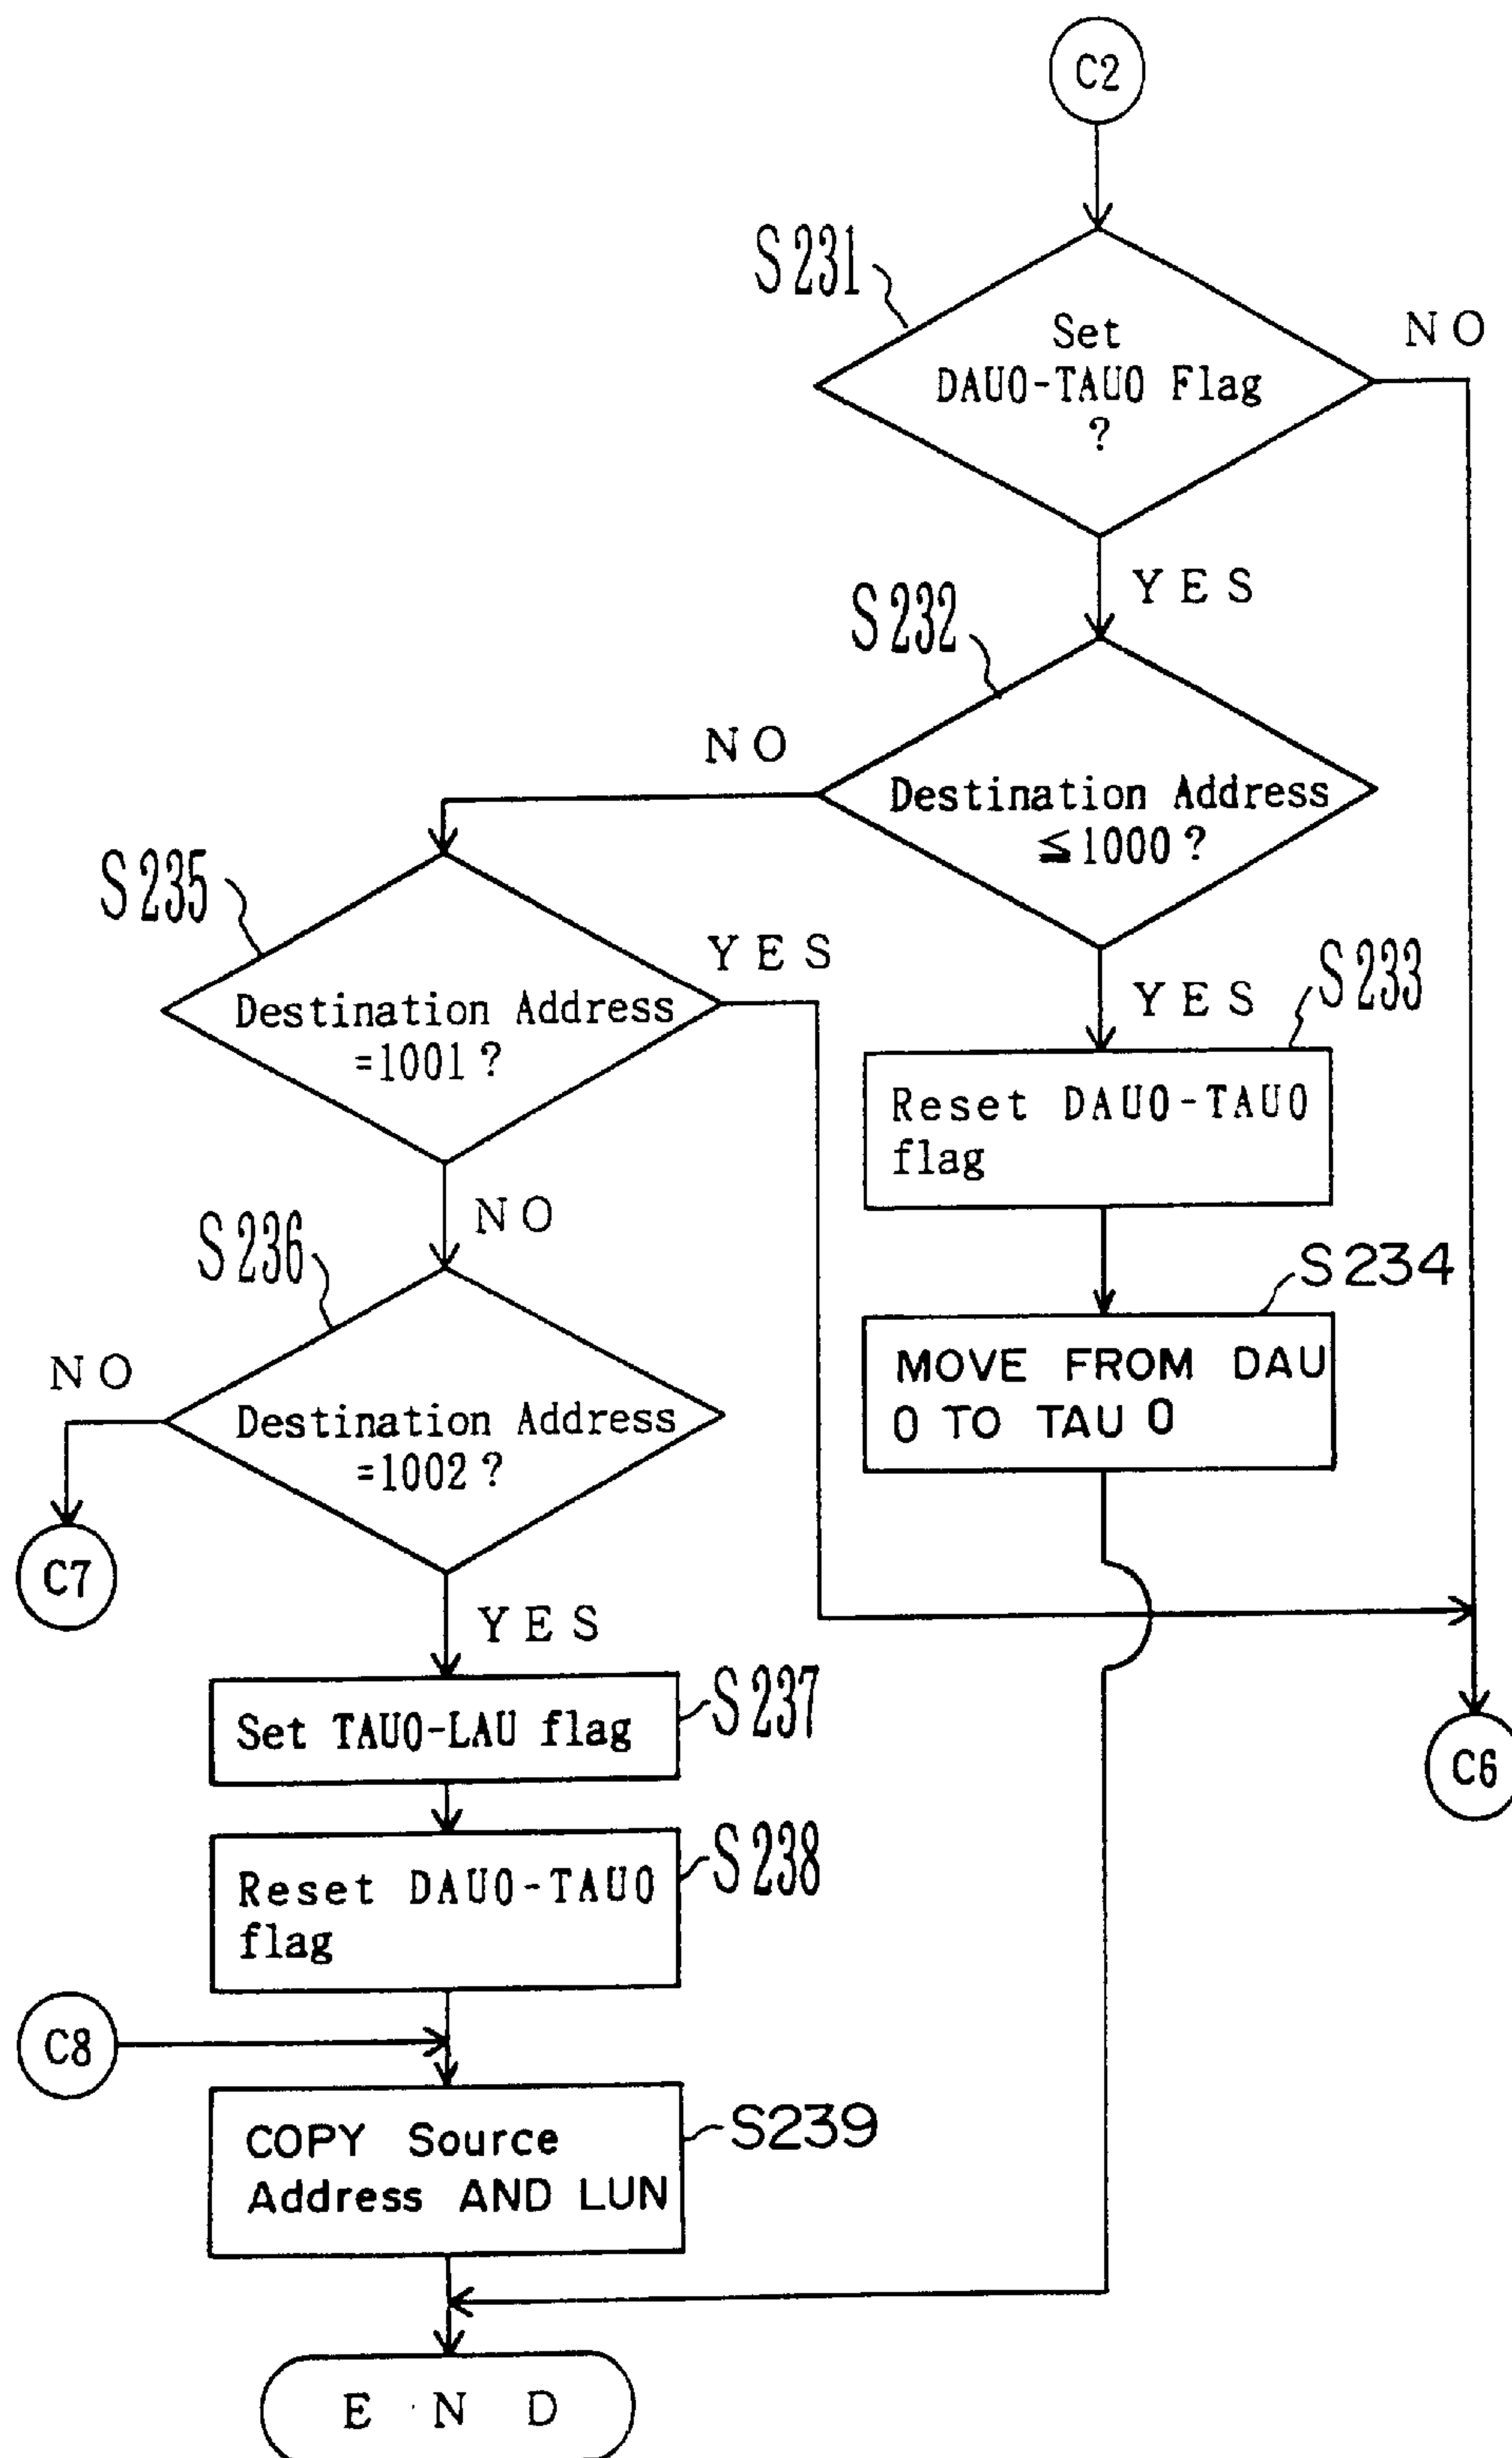 C2
S231
Set
DAU0-TAU0 Flag
?
NO
YES
S232
NO
Destination Address
≦1000?
S235
YES
Destination Address
=1001?
YES
S233
Reset DAU0-TAU0
flag
NO
S236
S234
NO
MOVE FROM DAU
0 TO TAU 0
Destination Address
=1002?
C7
YES
S237
Set TAU0-LAU flag
C6
S238
Reset DAU0-TAU0
flag
C8
S239
COPY Source
Address AND LUN
END